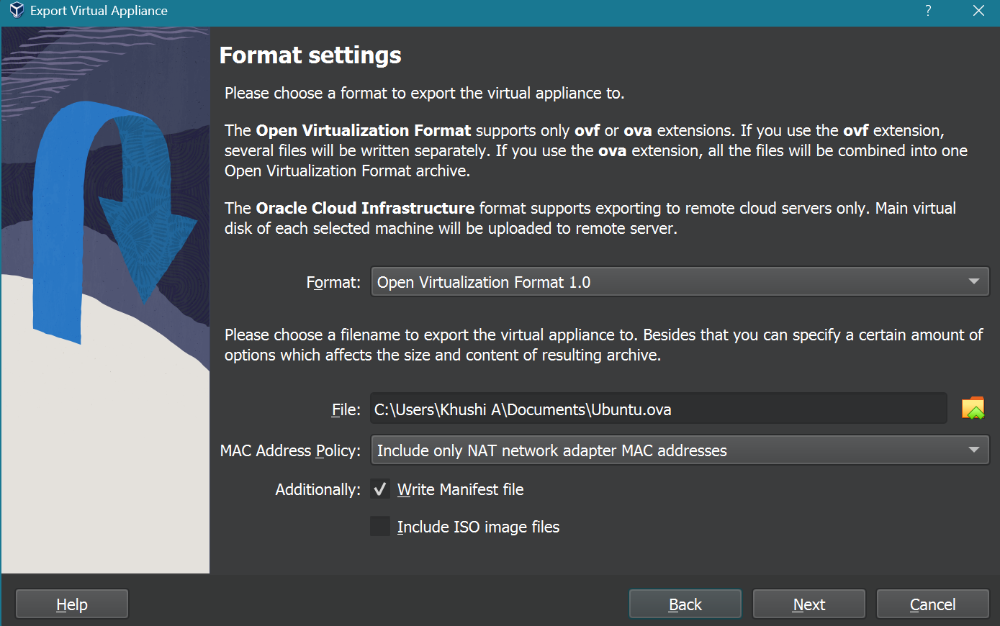 Export Virtual Appliance
?
Format settings
Please choose a format to export the virtual appliance to.
The Open Virtualization Format supports only ovf or ova extensions. If you use the ovf extension,
several files will be written separately. If you use the ova extension, all the files will be combined into one
Open Virtualization Format archive.
The Oracle Cloud Infrastructure format supports exporting to remote cloud servers only. Main virtual
disk of each selected machine will be uploaded to remote server.
Format: Open Virtualization Format 1.0
Please choose a filename to export the virtual appliance to. Besides that you can specify a certain amount of
options which affects the size and content of resulting archive.
File: C:\Users\Khushi A\Documents\Ubuntu.ova
MAC Address Policy: Include only NAT network adapter MAC addresses
Additionally: Write Manifest file
Include ISO image files
Help Back Next Cancel